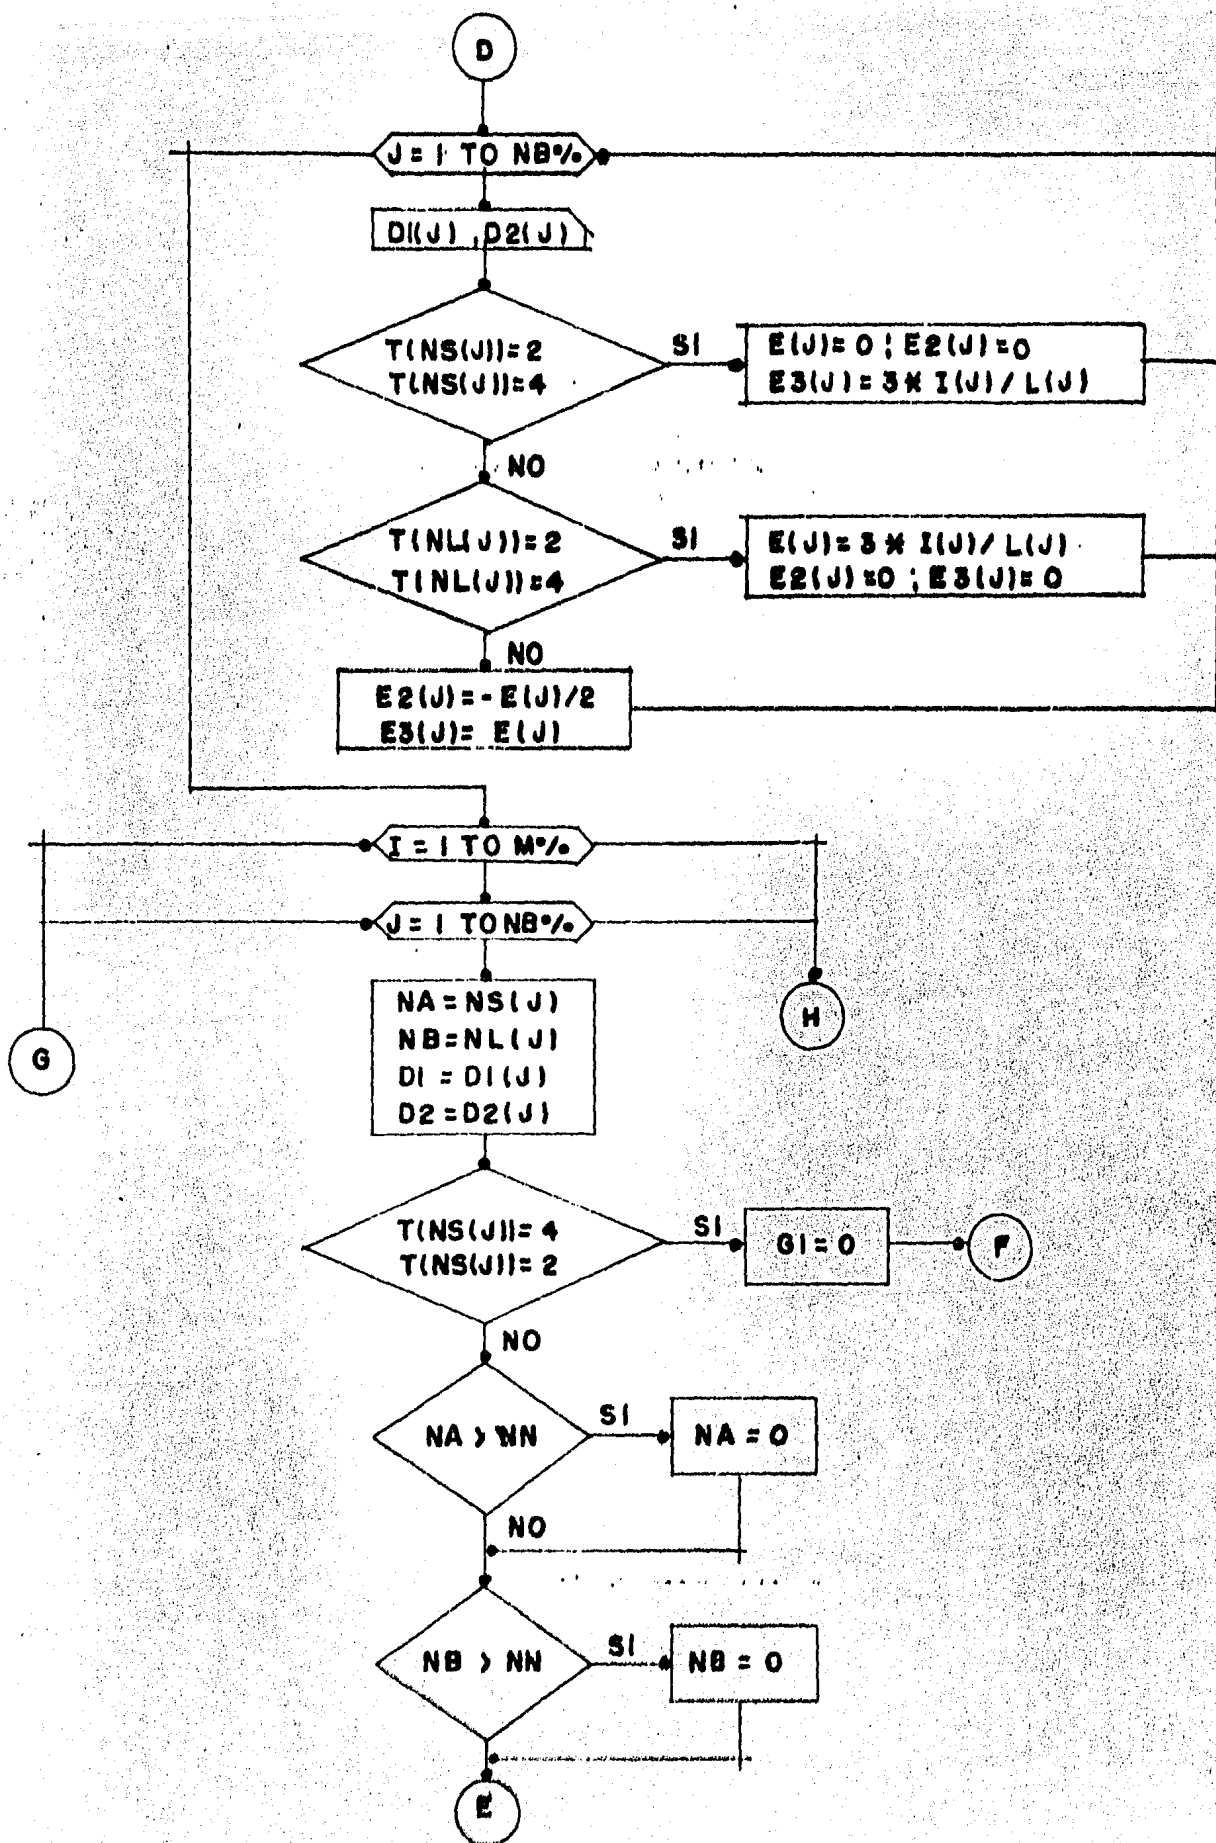 D
J = 1 TO NB%
D1(J) , D2(J)
T(NS(J))=2
T(NS(J))=4
SI
E(J)=0 ; E2(J)=0
E3(J)=3* I(J)/ L(J)
NO
T(NL(J))=2
T(NL(J))=4
SI
E(J)=3 * I(J)/ L(J)
E2(J)=0 ; E3(J)=0
NO
E2(J)=-E(J)/2
E3(J)= E(J)
I = 1 TO M%
J = 1 TO NB%
NA=NS(J)
NB=NL(J)
D1 = D1(J)
D2=D2(J)
H
G
T(NS(J))=4
T(NS(J))=2
SI
G1=0
F
NO
NA > NN
SI
NA = 0
NO
NB > NN
SI
NB = 0
E